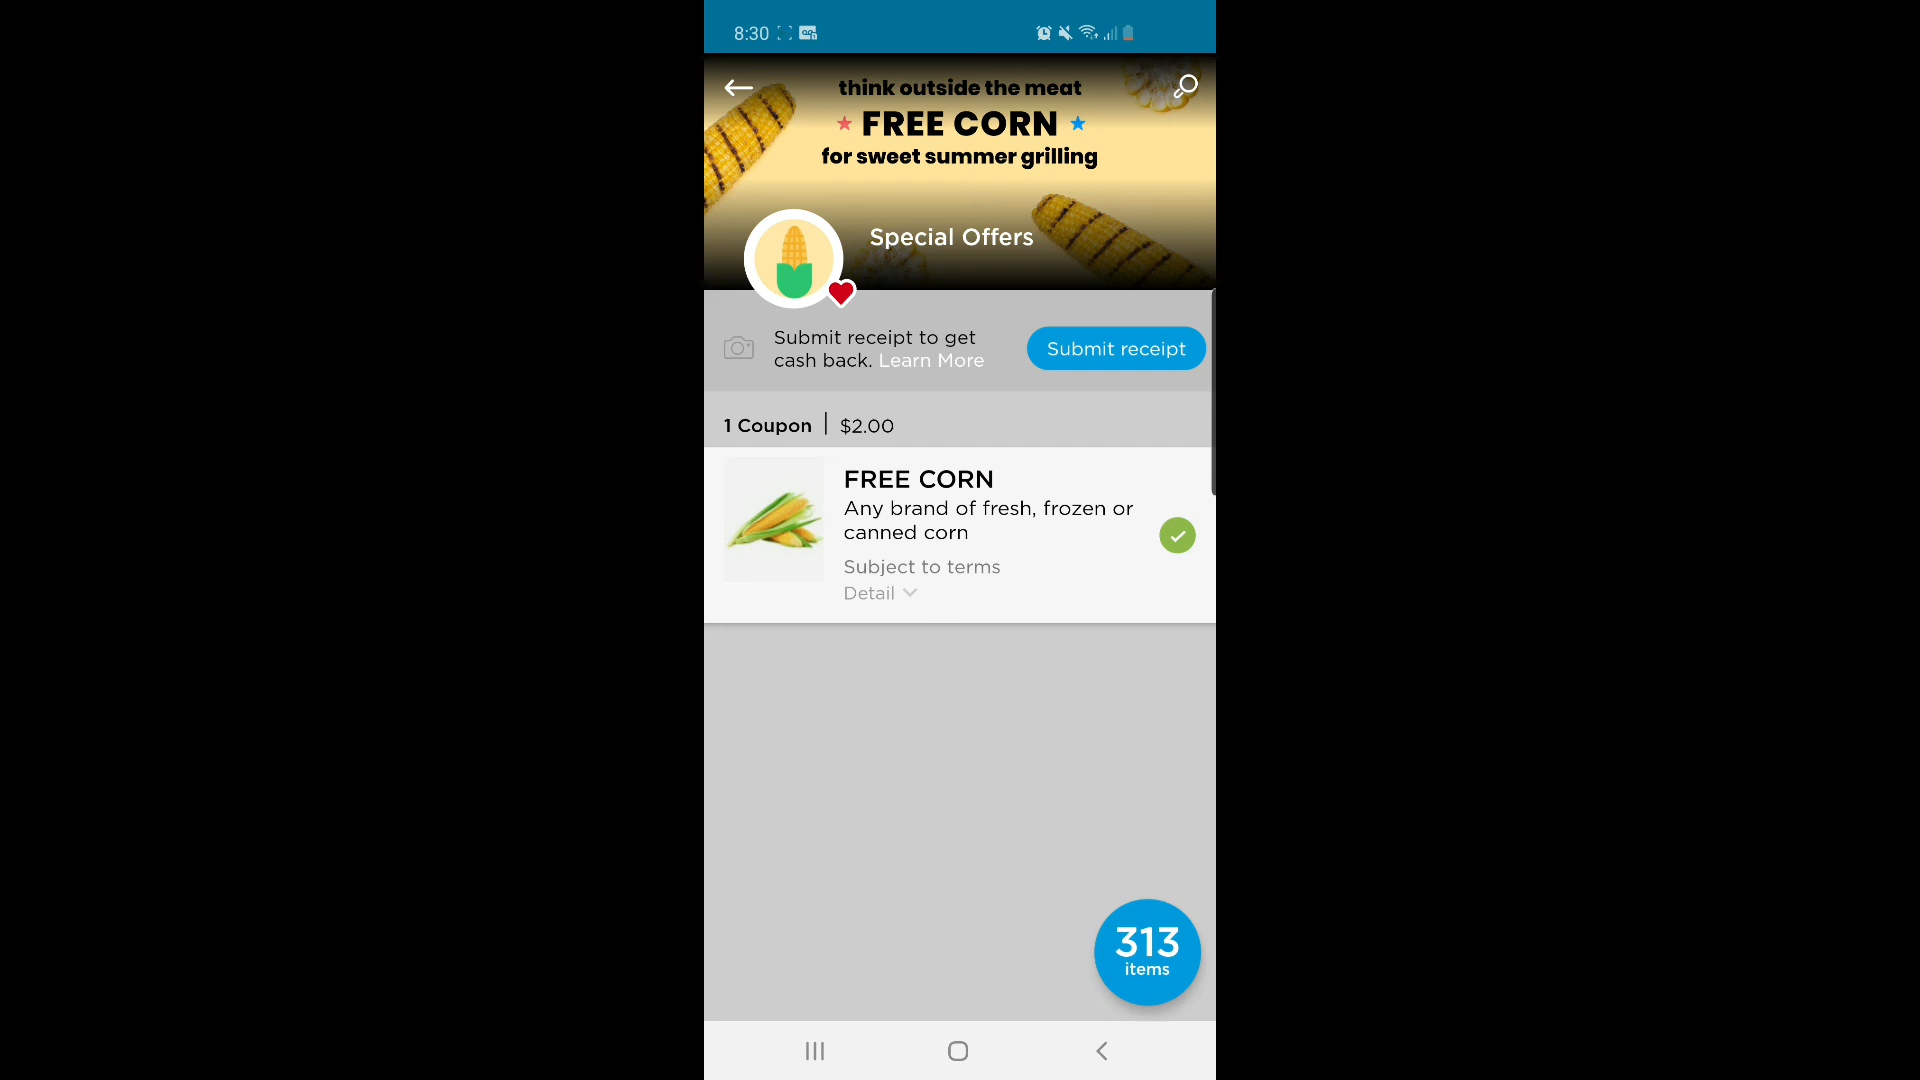 8:30
think outside the meat
FREE CORN
for sweet summer grilling
Special Offers
Submit receipt to get
cash back. Learn More
Submit receipt
1 Coupon | $2.00
FREE CORN
Any brand of fresh, frozen or
canned corn
Subject to terms
Detail
313
items